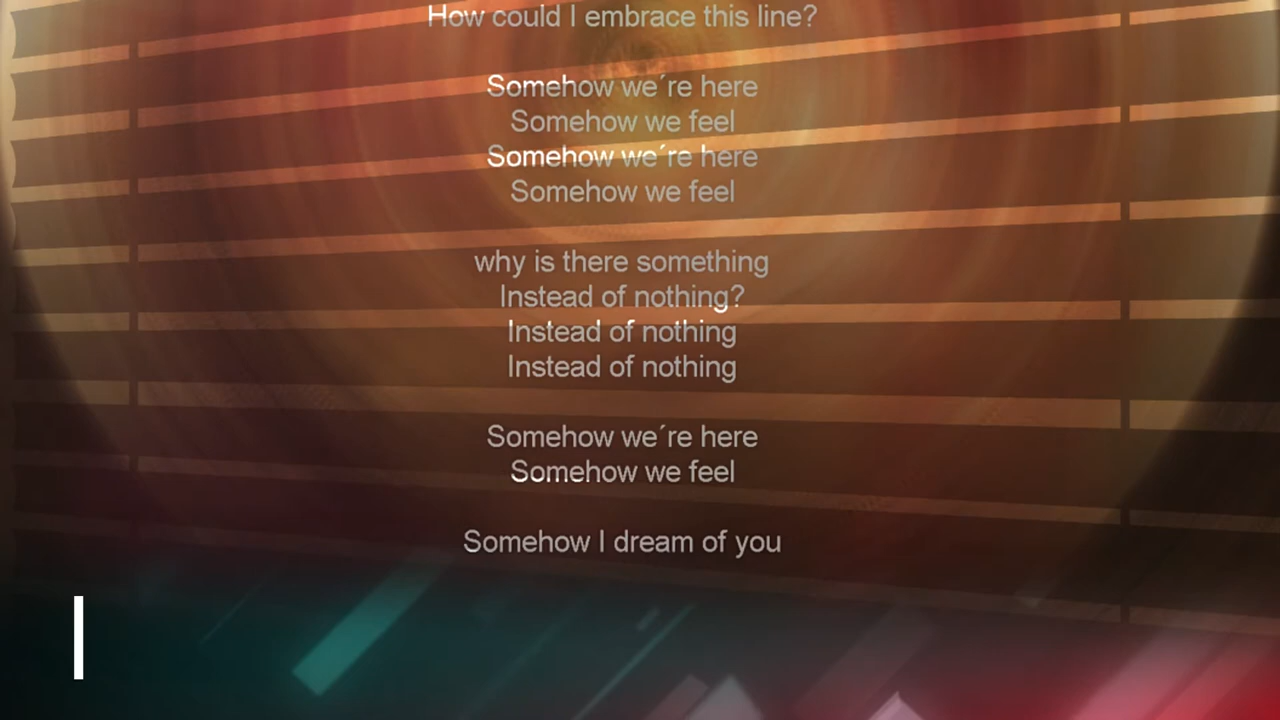 How could I embrace this line?
Somehow we´re here
Somehow we feel
Somehow we´re here
Somehow we feel
why is there something
Instead of nothing?
Instead of nothing
Instead of nothing
Somehow we´re here
Somehow we feel
Somehow I dream of you